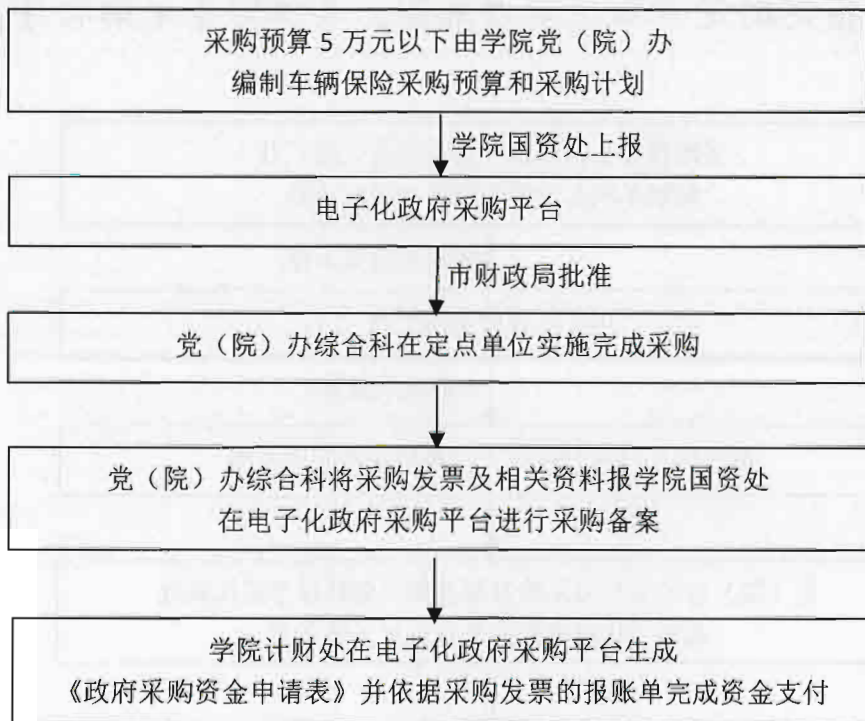 采购预算 5 万元以下由学院党（院）办
编制车辆保险采购预算和采购计划
学院国资处上报
电子化政府采购平台
市财政局批准
党（院）办综合科在定点单位实施完成采购
党（院）办综合科将采购发票及相关资料报学院国资处
在电子化政府采购平台进行采购备案
学院计财处在电子化政府采购平台生成
《政府采购资金申请表》并依据采购发票的报账单完成资金支付